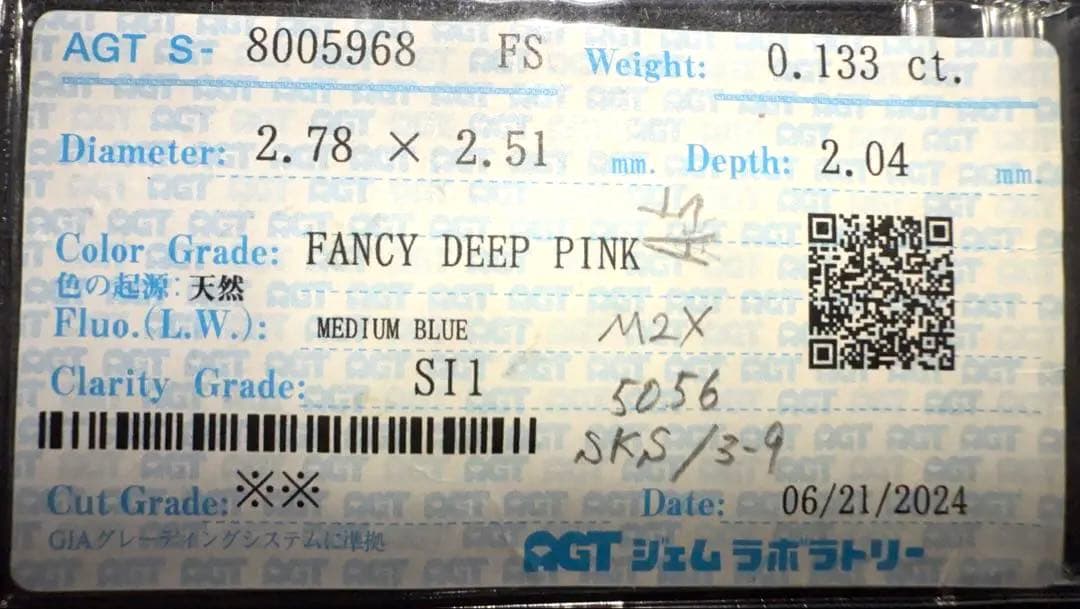 AGT S- 8005968 FS Weight: 0.133 ct.
Diameter: 2.78 × 2.51 mm. Depth: 2.04 mm.
Color Grade: FANCY DEEP PINK
色の起源: 天然
Fluo.(L.W.): MEDIUM BLUE M2X
Clarity Grade: SI1 5056
SKS/3-9
Cut Grade: ※※ Date: 06/21/2024
GIAグレーディングシステムに準拠
AGT ジェムラボラトリー